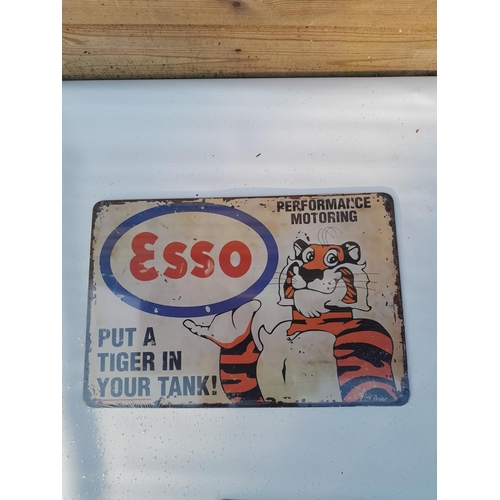 PERFORMANCE
MOTORING
Esso
PUT A
TIGER IN
YOUR TANK!